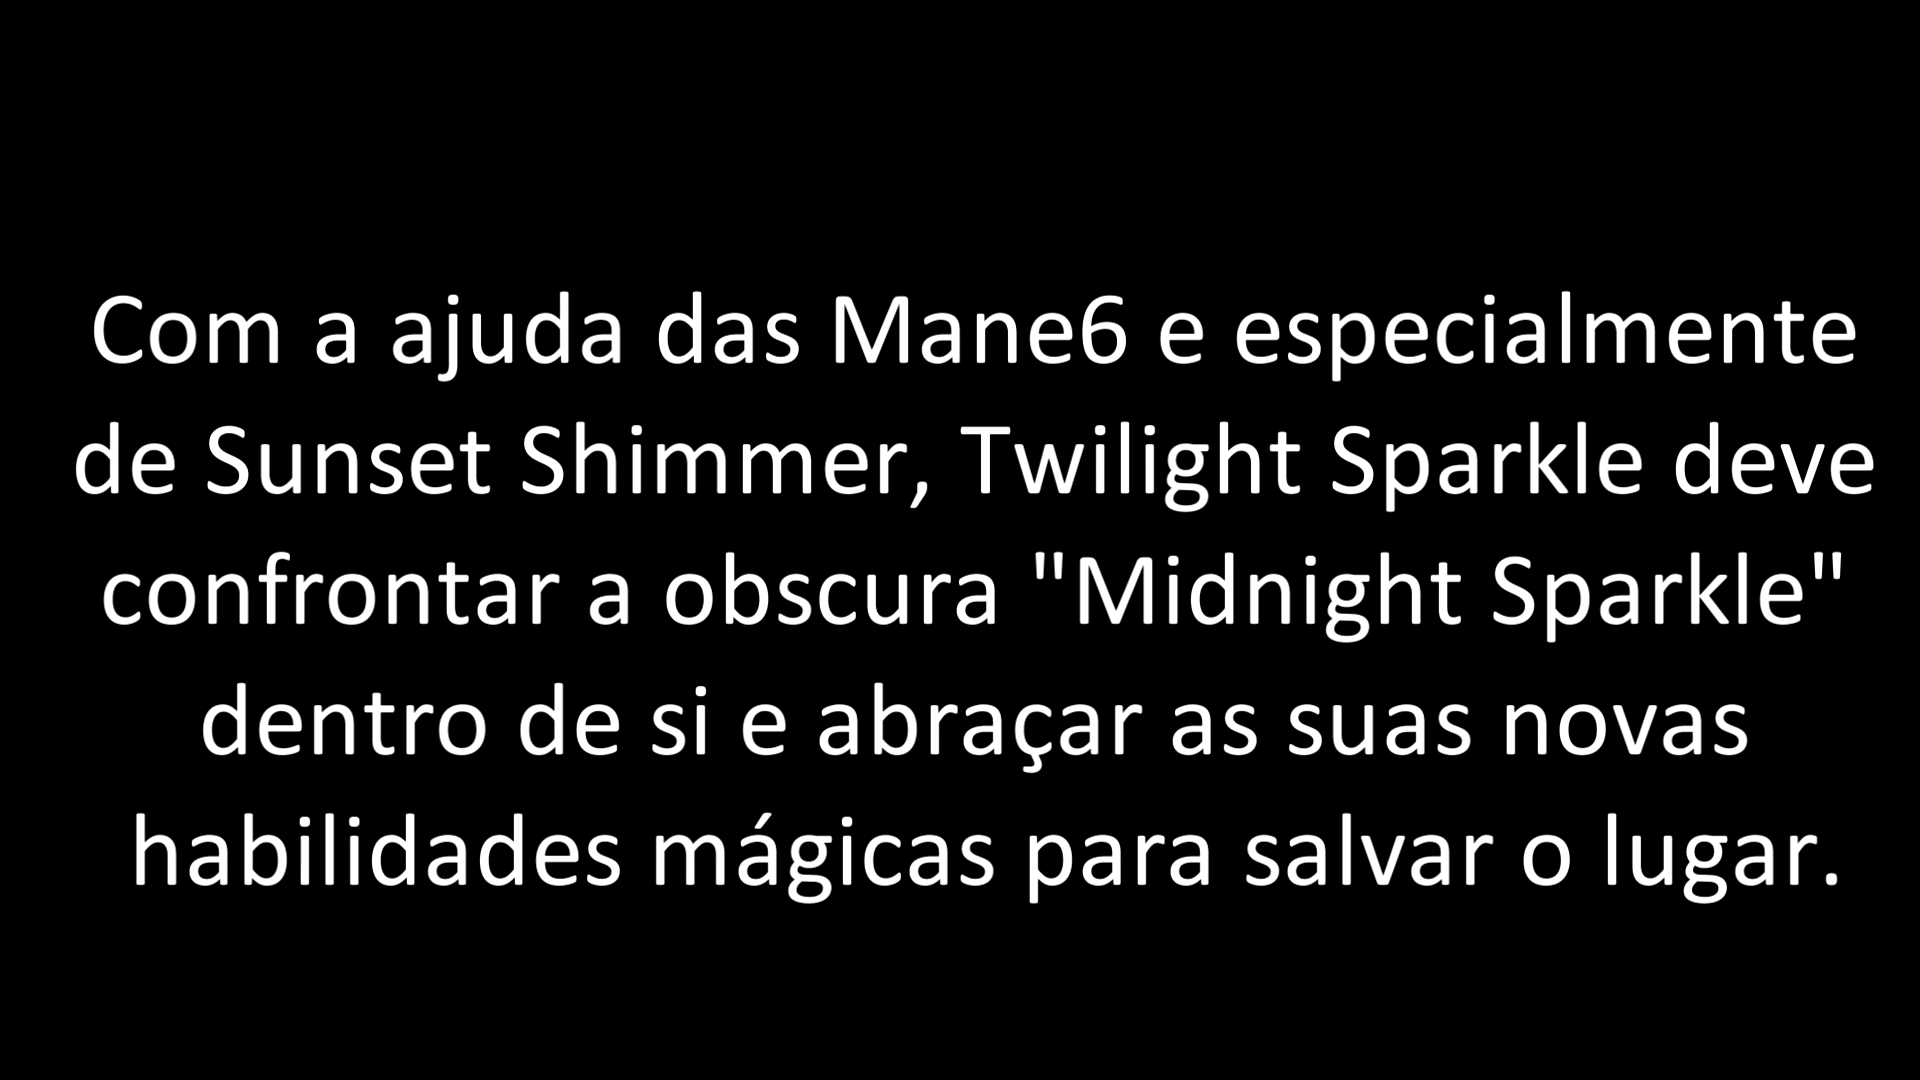 Com a ajuda das Mane6 e especialmente
de Sunset Shimmer, Twilight Sparkle deve
confrontar a obscura "Midnight Sparkle"
dentro de si e abraçar as suas novas
habilidades mágicas para salvar o lugar.